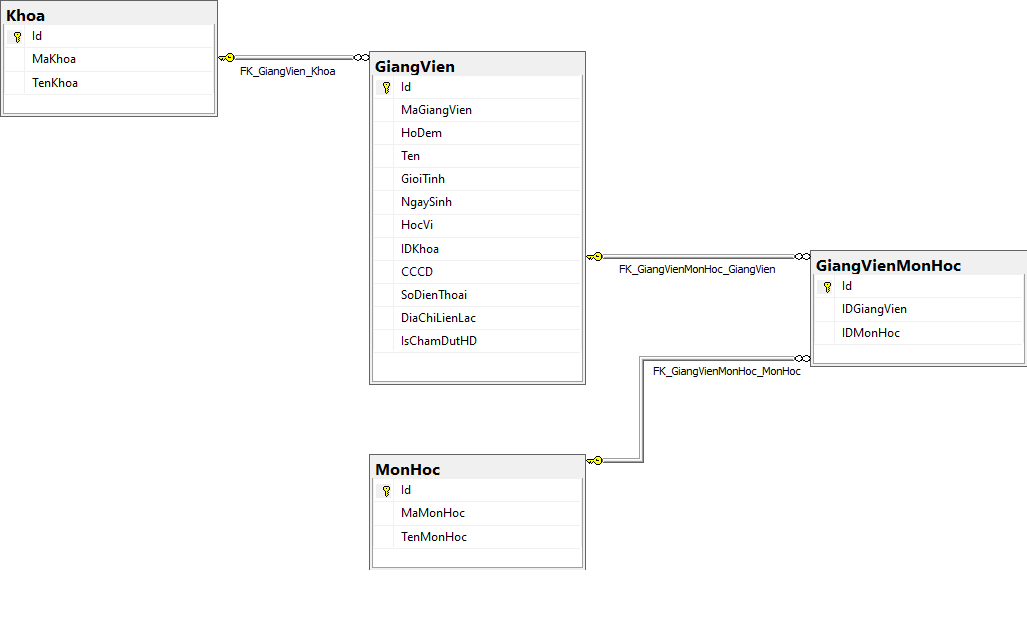 Khoa
Id
MaKhoa
TenKhoa
FK_GiangVien_Khoa
GiangVien
Id
MaGiangVien
HoDem
Ten
GioiTinh
NgaySinh
HocVi
IDKhoa
CCCD
SoDienThoai
DiaChiLienLac
IsChamDutHD
FK_GiangVienMonHoc_GiangVien
GiangVienMonHoc
Id
IDGiangVien
IDMonHoc
FK_GiangVienMonHoc_MonHoc
MonHoc
Id
MaMonHoc
TenMonHoc